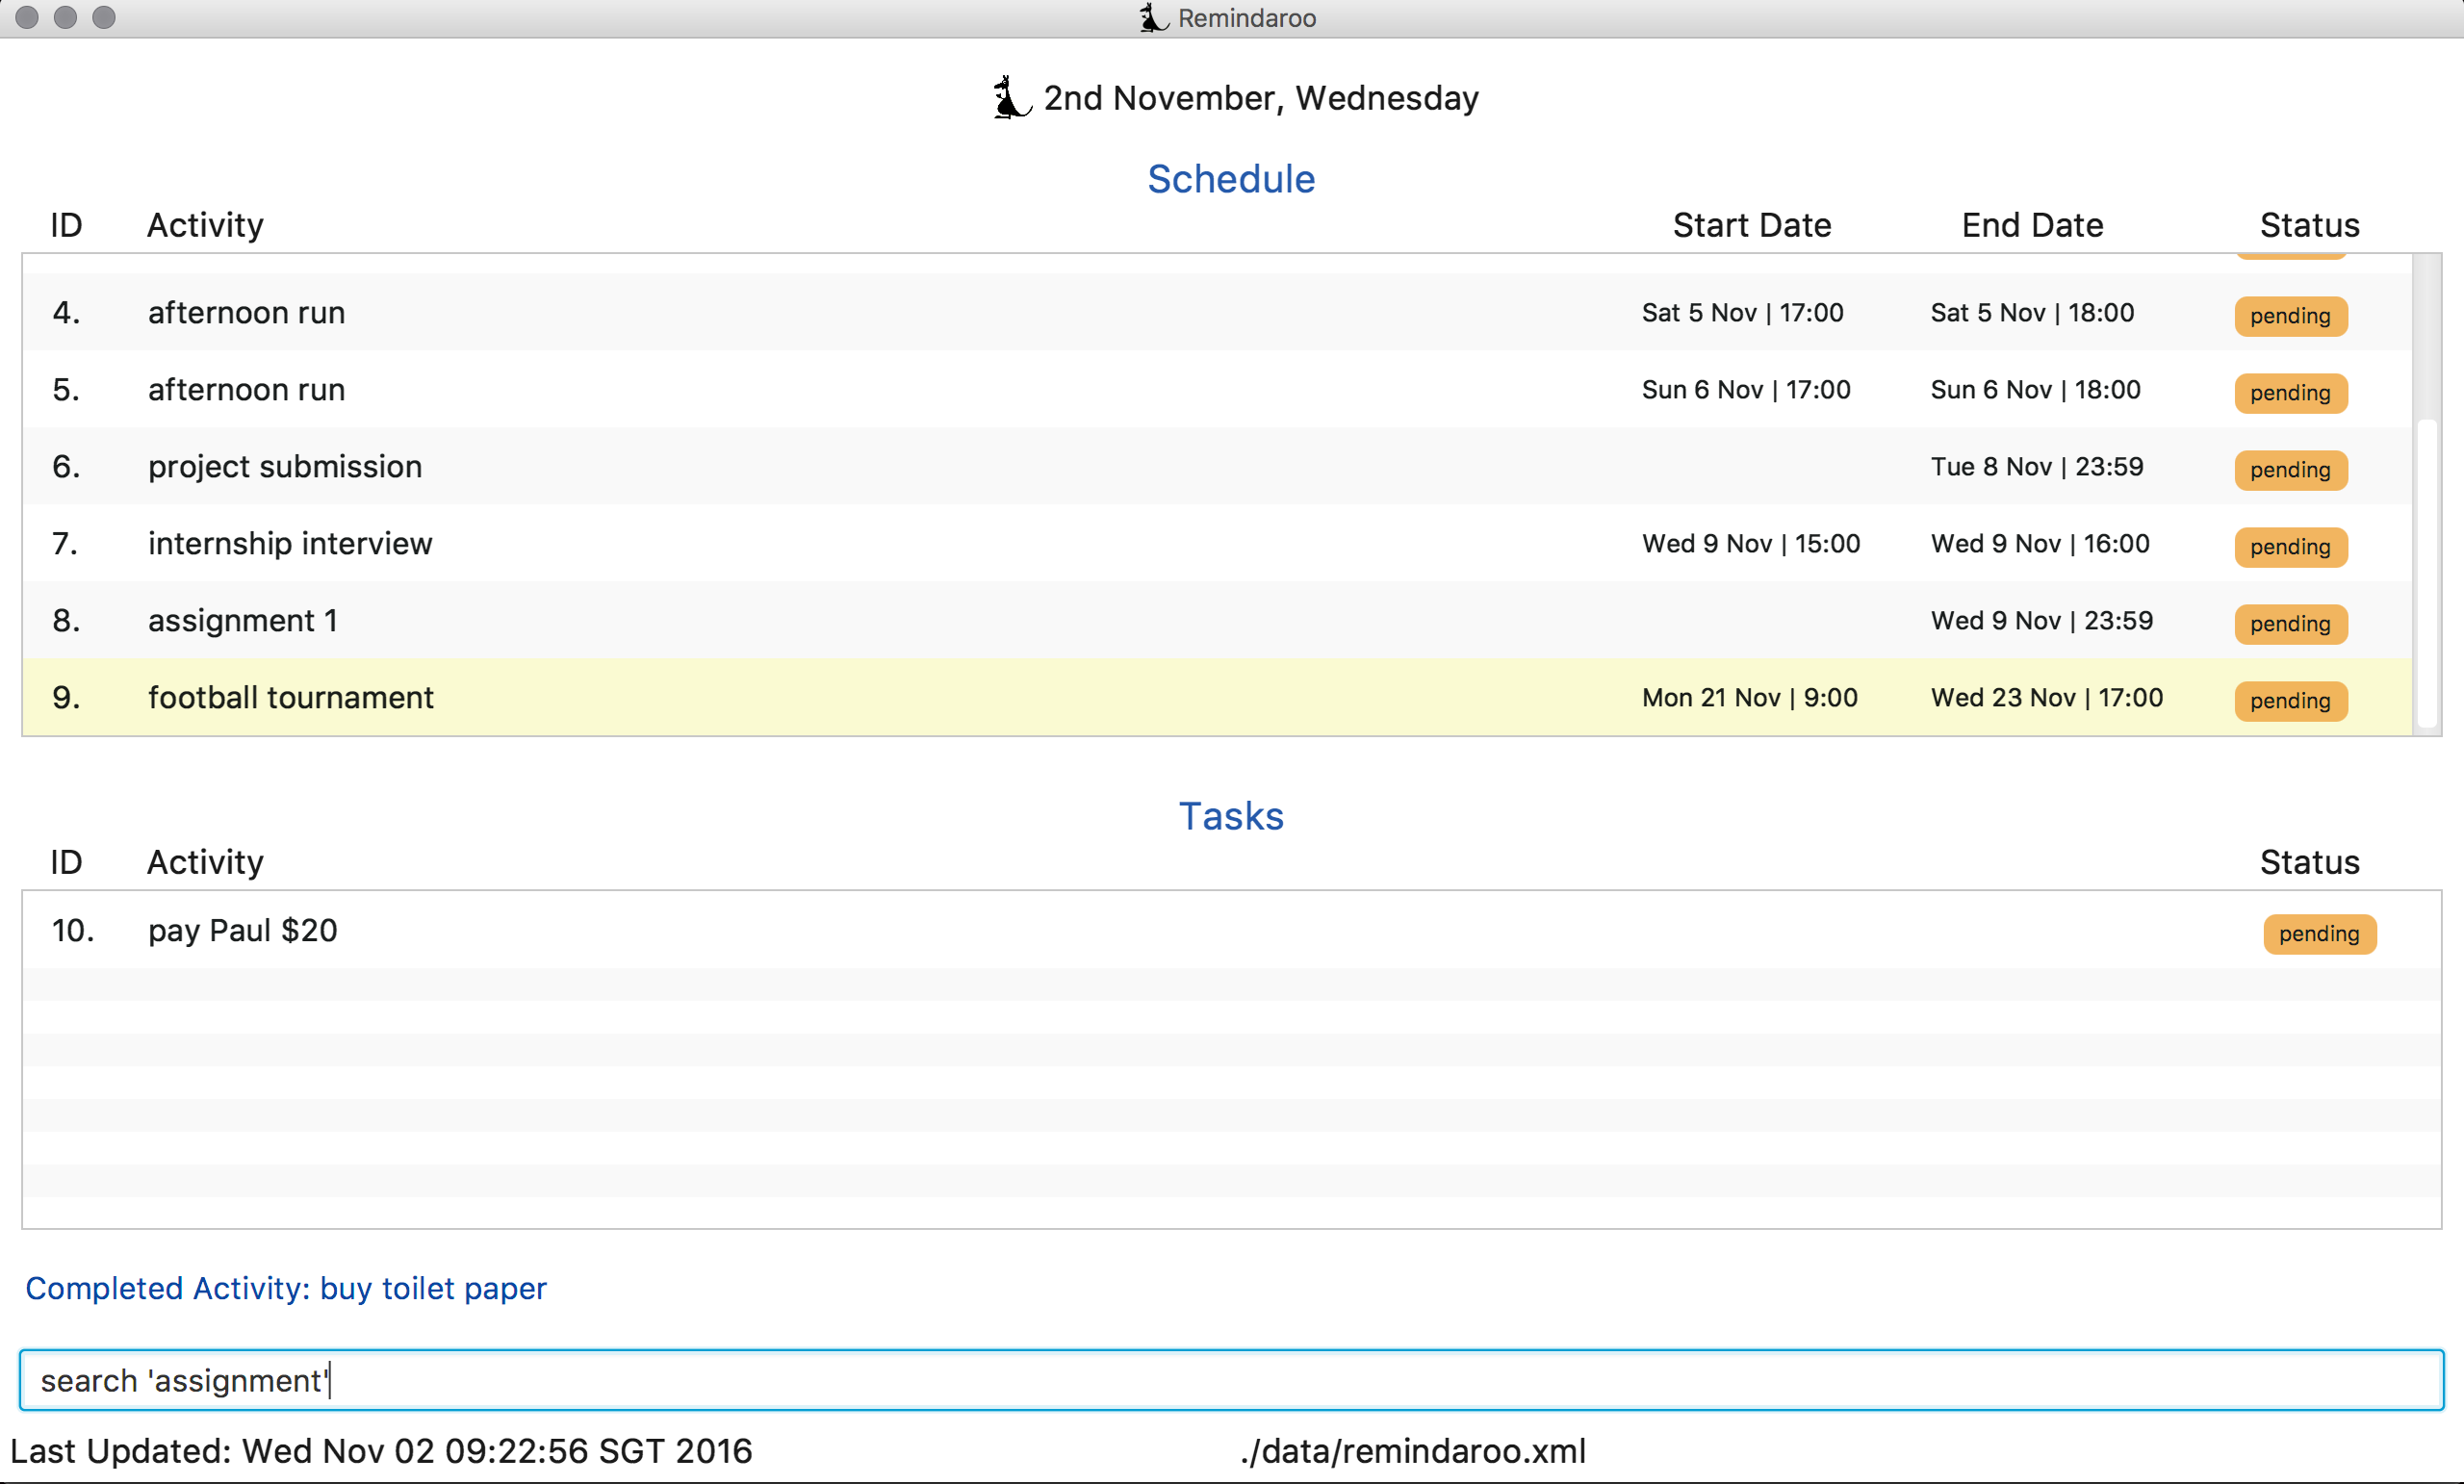 Remindaroo
2nd November, Wednesday
Schedule
ID Activity Start Date End Date Status
4. afternoon run Sat 5 Nov | 17:00 Sat 5 Nov | 18:00 pending
5. afternoon run Sun 6 Nov | 17:00 Sun 6 Nov | 18:00 pending
6. project submission Tue 8 Nov | 23:59 pending
7. internship interview Wed 9 Nov | 15:00 Wed 9 Nov | 16:00 pending
8. assignment 1 Wed 9 Nov | 23:59 pending
9. football tournament Mon 21 Nov | 9:00 Wed 23 Nov | 17:00 pending
Tasks
ID Activity Status
10. pay Paul $20 pending
Completed Activity: buy toilet paper
search 'assignment'
Last Updated: Wed Nov 02 09:22:56 SGT 2016 ./data/remindaroo.xml